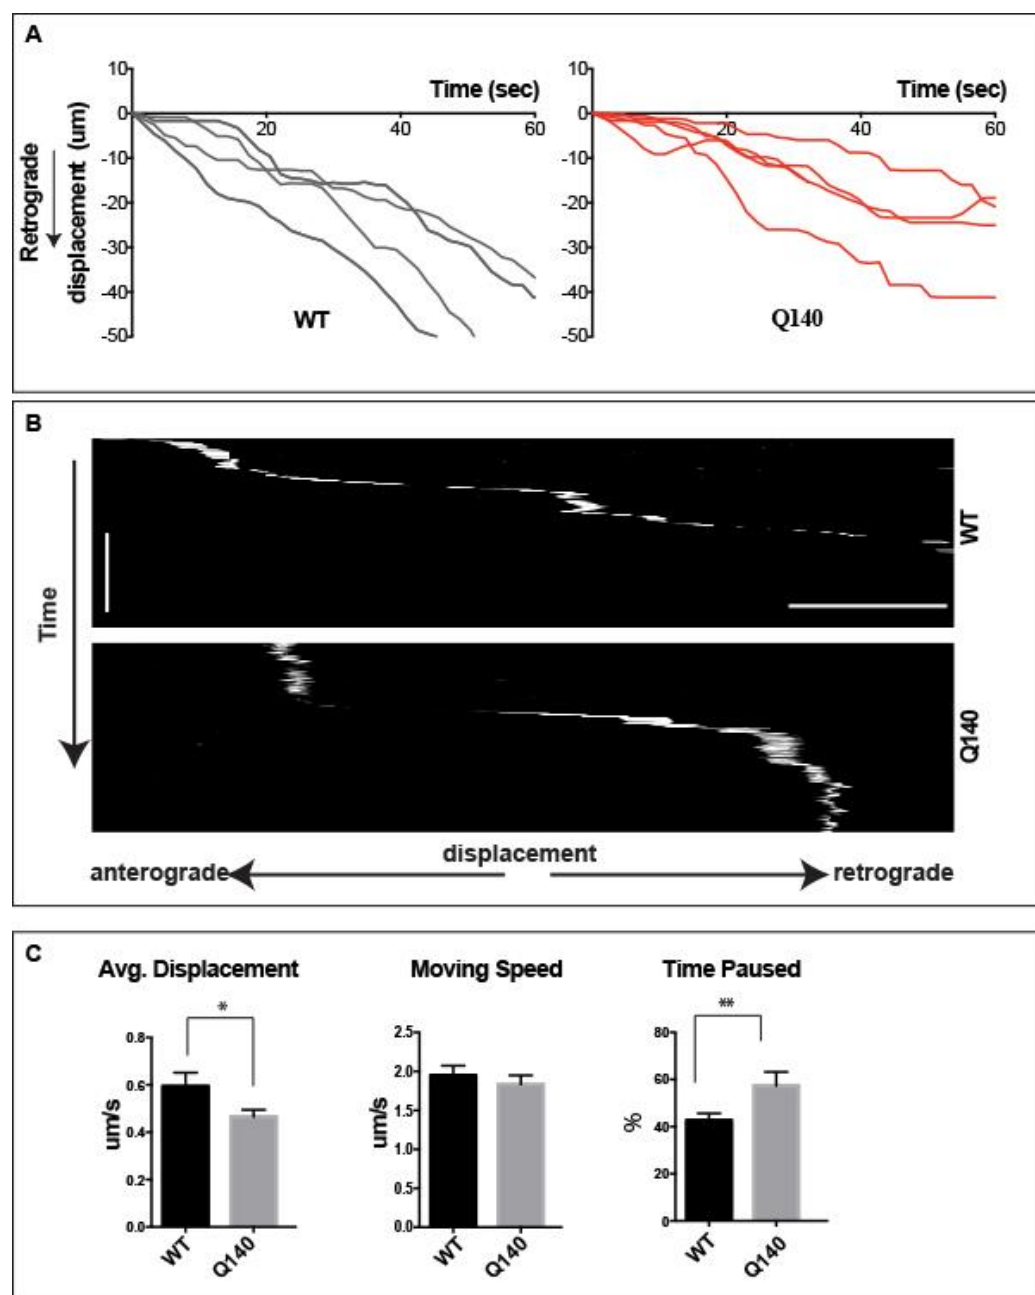 A
10
0
-10
-20
-30
-40
-50
Retrograde
displacement (um)
Time (sec)
20
40
60
WT
10
0
-10
-20
-30
-40
-50
Time (sec)
20
40
60
Q140
B
Time
WT
Q140
displacement
anterograde
retrograde
C
Avg. Displacement
*
0.8
0.6
0.4
0.2
0.0
um/s
WT
Q140
Moving Speed
2.5
2.0
1.5
1.0
0.5
0.0
um/s
WT
Q140
Time Paused
**
80
60
40
20
0
%
WT
Q140